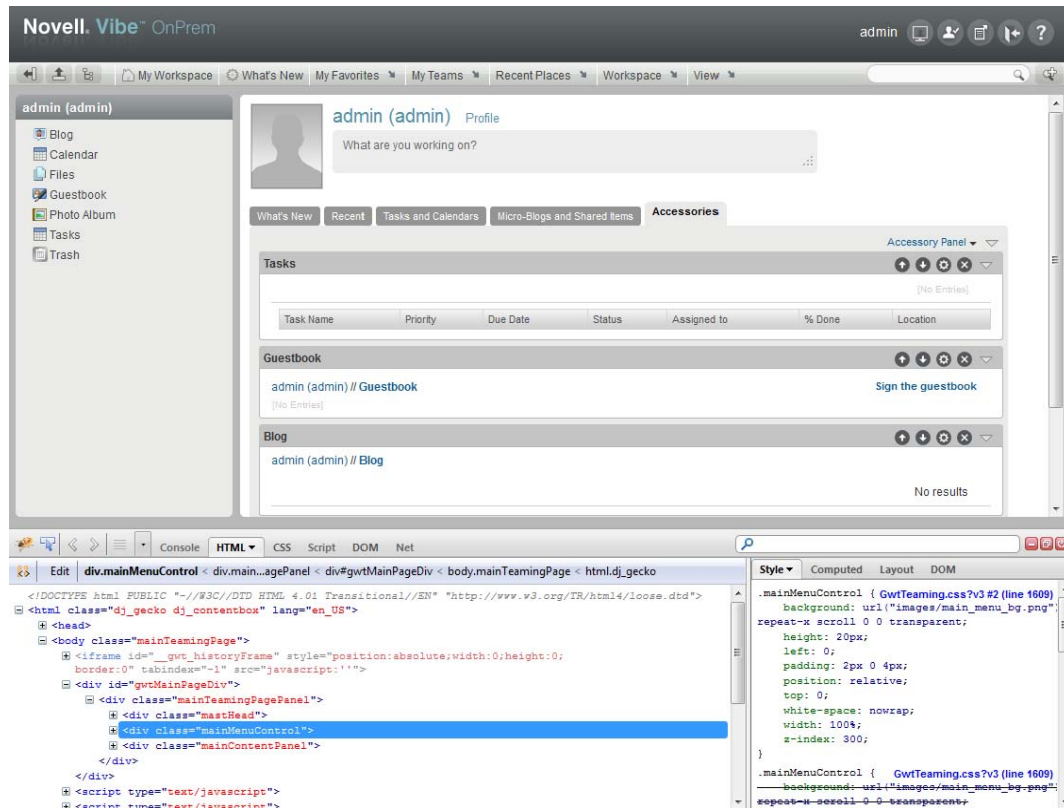 Novell. Vibe™ OnPrem
admin
?
My Workspace What's New My Favorites My Teams Recent Places Workspace View
admin (admin)
Blog
Calendar
Files
Guestbook
Photo Album
Tasks
Trash
admin (admin) Profile
What are you working on?
What's New Recent Tasks and Calendars Micro-Blogs and Shared Items Accessories
Accessory Panel
Tasks
[No Entries]
Task Name Priority Due Date Status Assigned to % Done Location
Guestbook
admin (admin) // Guestbook Sign the guestbook
[No Entries]
Blog
admin (admin) // Blog
No results
Console HTML CSS Script DOM Net
Edit div.mainMenuControl < div.main...agePanel < div#gwtMainPageDiv < body.mainTeamingPage < html.dj_gecko
<!DOCTYPE html PUBLIC "-//W3C//DTD HTML 4.01 Transitional//EN" "http://www.w3.org/TR/html4/loose.dtd">
<html class="dj_gecko dj_contentbox" lang="en_US">
<head>
<body class="mainTeamingPage">
<iframe id="__gwt_historyFrame" style="position:absolute;width:0;height:0;
border:0" tabindex="-1" src="javascript:''">
<div id="gwtMainPageDiv">
<div class="mainTeamingPagePanel">
<div class="mastHead">
<div class="mainMenuControl">
<div class="mainContentPanel">
</div>
</div>
<script type="text/javascript">
<script type="text/javascript">
Style Computed Layout DOM
.mainMenuControl { GwtTeaming.css?v3 #2 (line 1609)
background: url("images/main_menu_bg.png")
repeat-x scroll 0 0 transparent;
height: 20px;
left: 0;
padding: 2px 0 4px;
position: relative;
top: 0;
white-space: nowrap;
width: 100%;
z-index: 300;
}
.mainMenuControl { GwtTeaming.css?v3 (line 1609)
background: url("images/main_menu_bg.png")
repeat-x scroll 0 0 transparent;